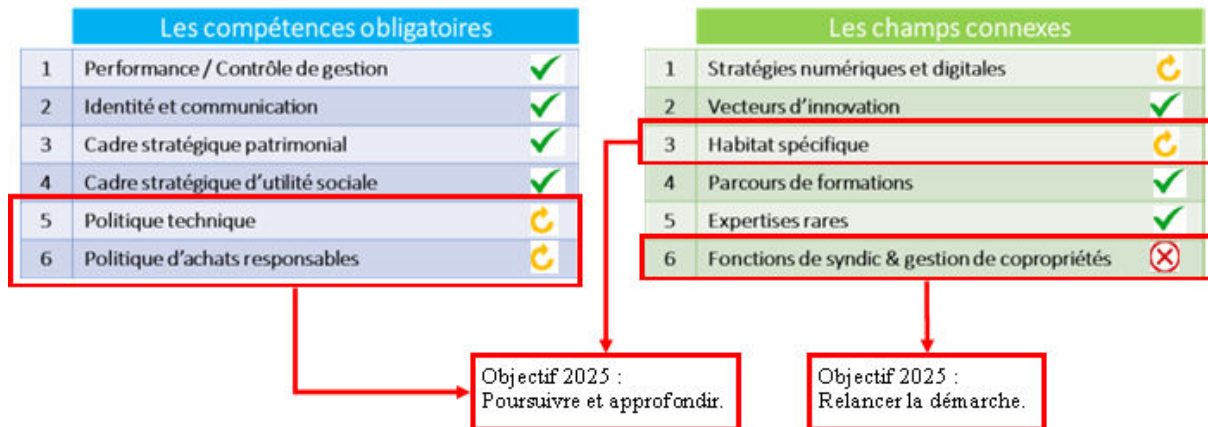 Les compétences obligatoires
1 Performance / Contrôle de gestion
2 Identité et communication
3 Cadre stratégique patrimonial
4 Cadre stratégique d'utilité sociale
5 Politique technique
6 Politique d'achats responsables
Les champs connexes
1 Stratégies numériques et digitales
2 Vecteurs d'innovation
3 Habitat spécifique
4 Parcours de formations
5 Expertises rares
6 Fonctions de syndic & gestion de copropriétés
Objectif 2025 :
Poursuivre et approfondir.
Objectif 2025 :
Relancer la démarche.